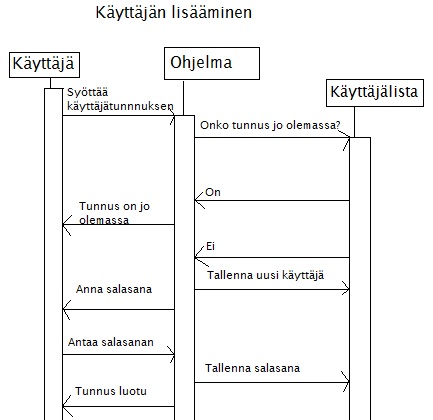 Käyttäjän lisääminen
Käyttäjä
Ohjelma
Käyttäjälista
Syöttää
käyttäjätunnnuksen
Onko tunnus jo olemassa?
On
Tunnus on jo
olemassa
Ei
Tallenna uusi käyttäjä
Anna salasana
Antaa salasanan
Tallenna salasana
Tunnus luotu